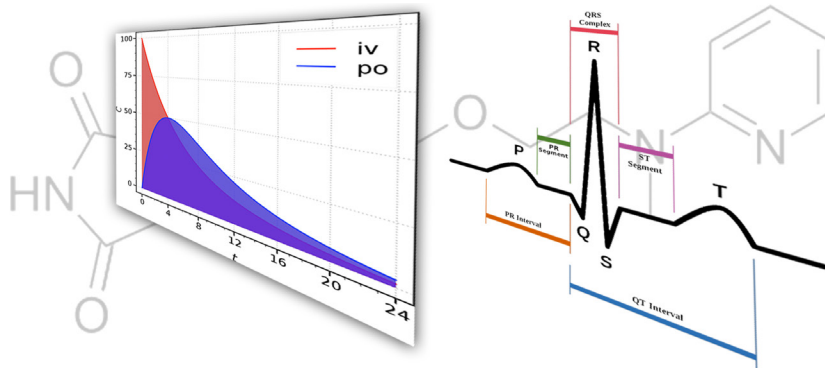 iv
po
100
75
50
25
0
C
0
4
8
12
16
20
24
t
HN
O
O
O
N
N
QRS
Complex
R
P
PR
Segment
ST
Segment
T
PR Interval
Q
S
QT Interval